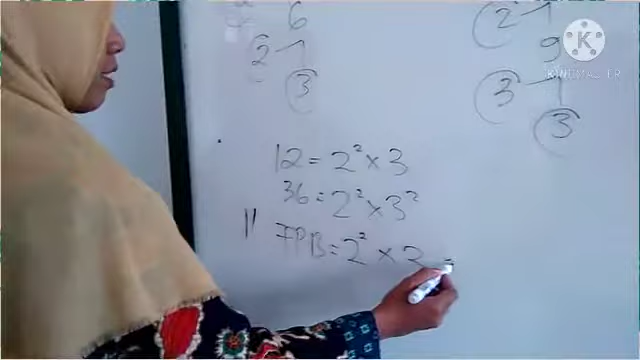 6
2
3
2
9
3
3
12 = 2² x 3
36 = 2² x 3²
FPB = 2² x 3 =
KINEMASTER